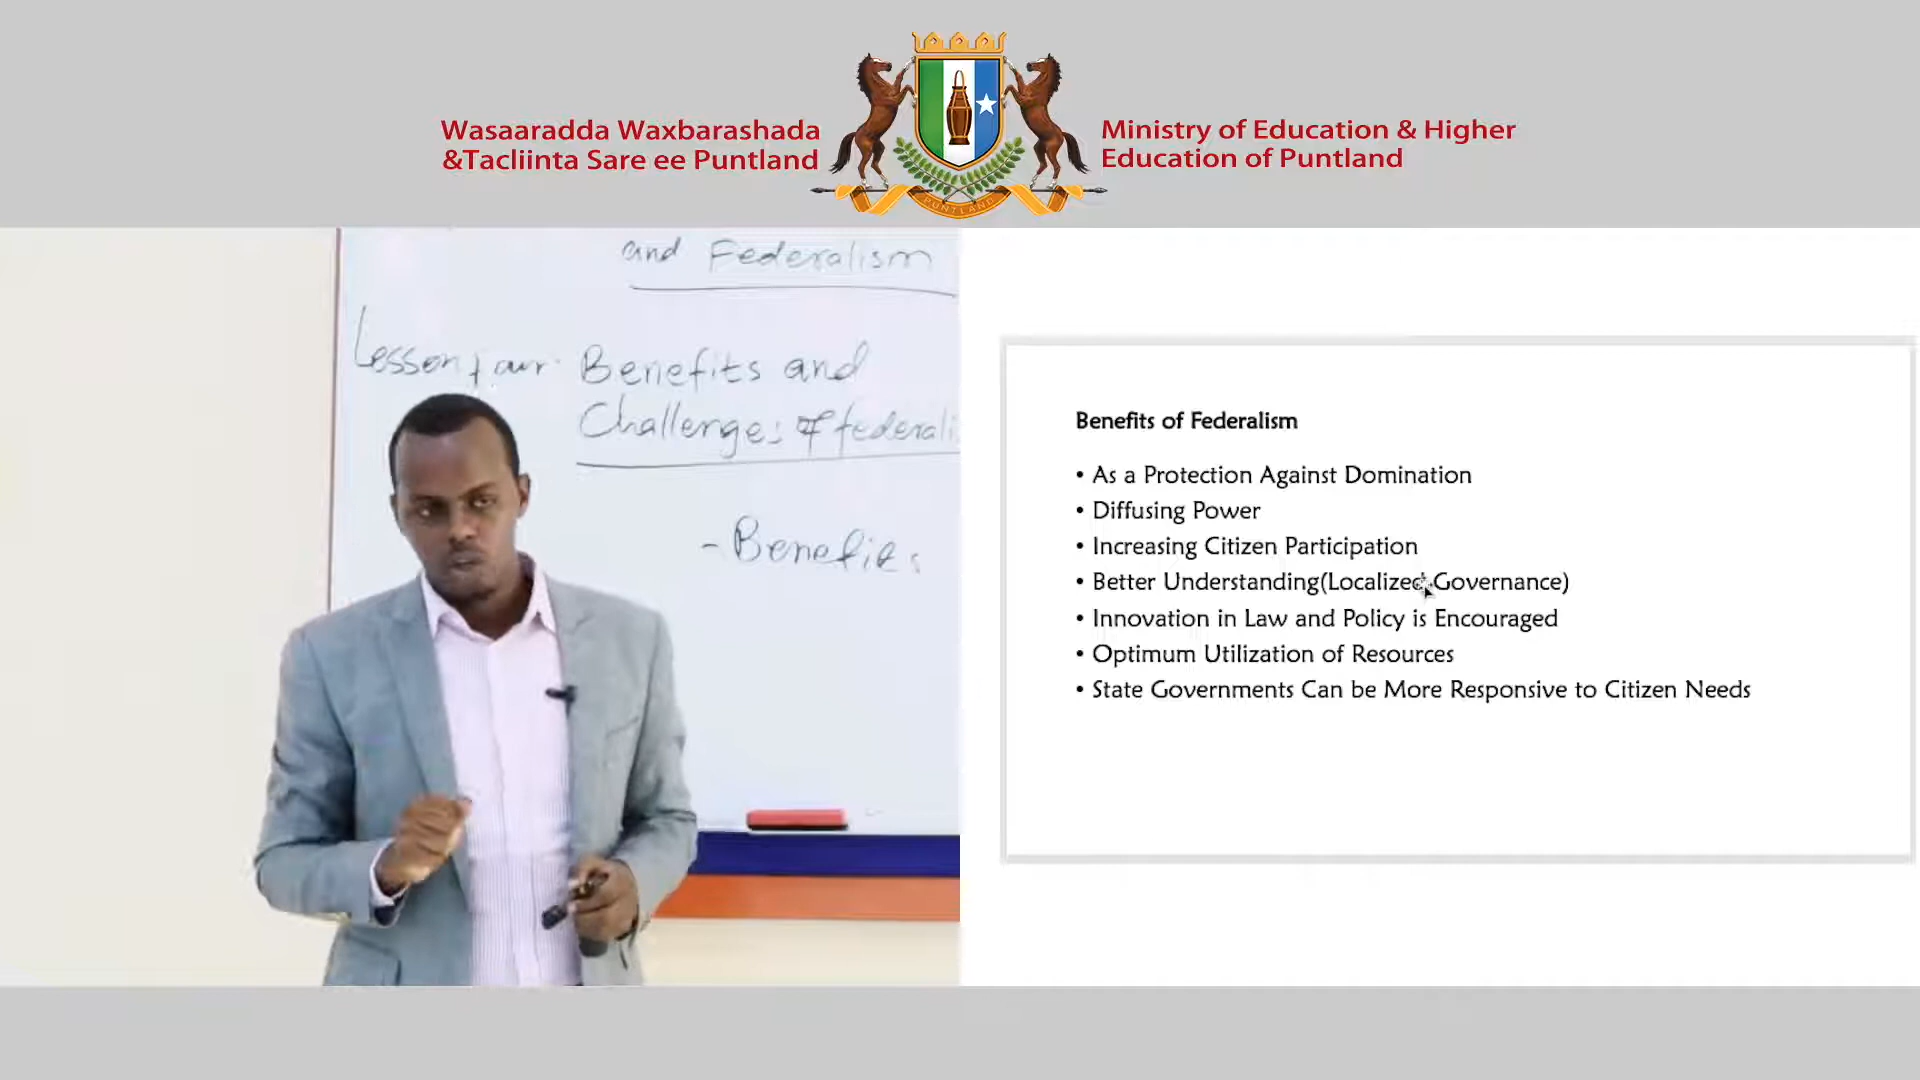 Wasaaradda Waxbarashada
&Tacliinta Sare ee Puntland
PUNTLAND
Ministry of Education & Higher
Education of Puntland
and Federalism
Lesson four. Benefits and
Challenges of federali
- Benefits
Benefits of Federalism
• As a Protection Against Domination
• Diffusing Power
• Increasing Citizen Participation
• Better Understanding(Localized Governance)
• Innovation in Law and Policy is Encouraged
• Optimum Utilization of Resources
• State Governments Can be More Responsive to Citizen Needs